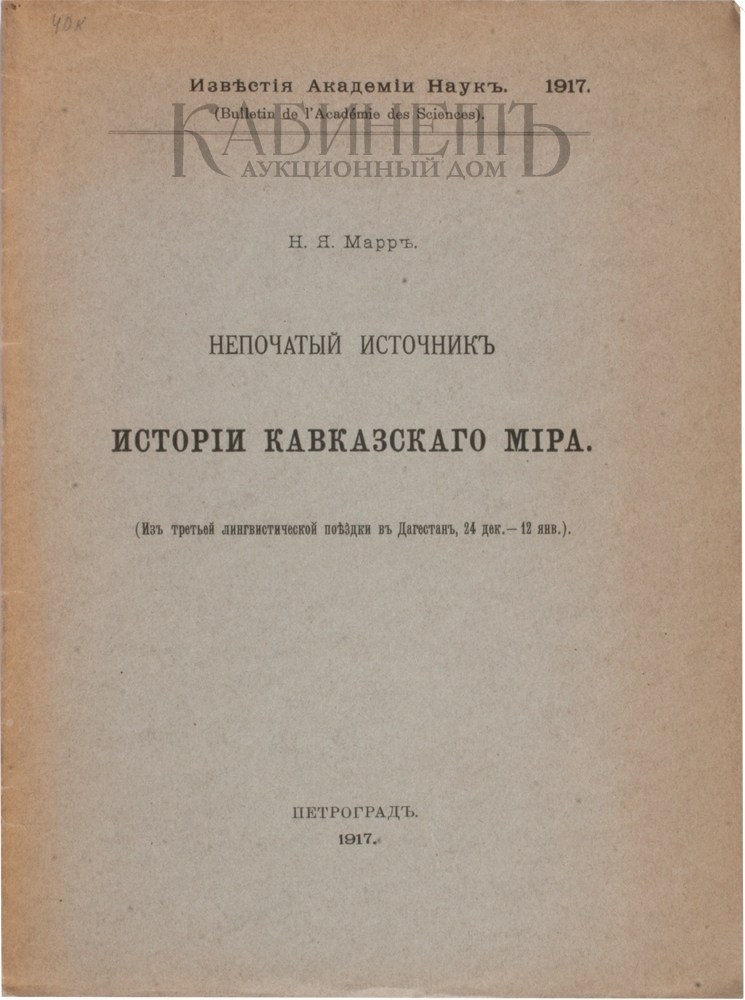 40к
Извѣстія Академіи Наукъ. 1917.
(Bulletin de l'Académie des Sciences).
КАБИНЕТЪ
АУКЦИОННЫЙ ДОМ
Н. Я. Марръ.
НЕПОЧАТЫЙ ИСТОЧНИКЪ
ИСТОРІИ КАВКАЗСКАГО МІРА.
(Изъ третьей лингвистической поѣздки въ Дагестанъ, 24 дек.— 12 янв.).
ПЕТРОГРАДЪ.
1917.